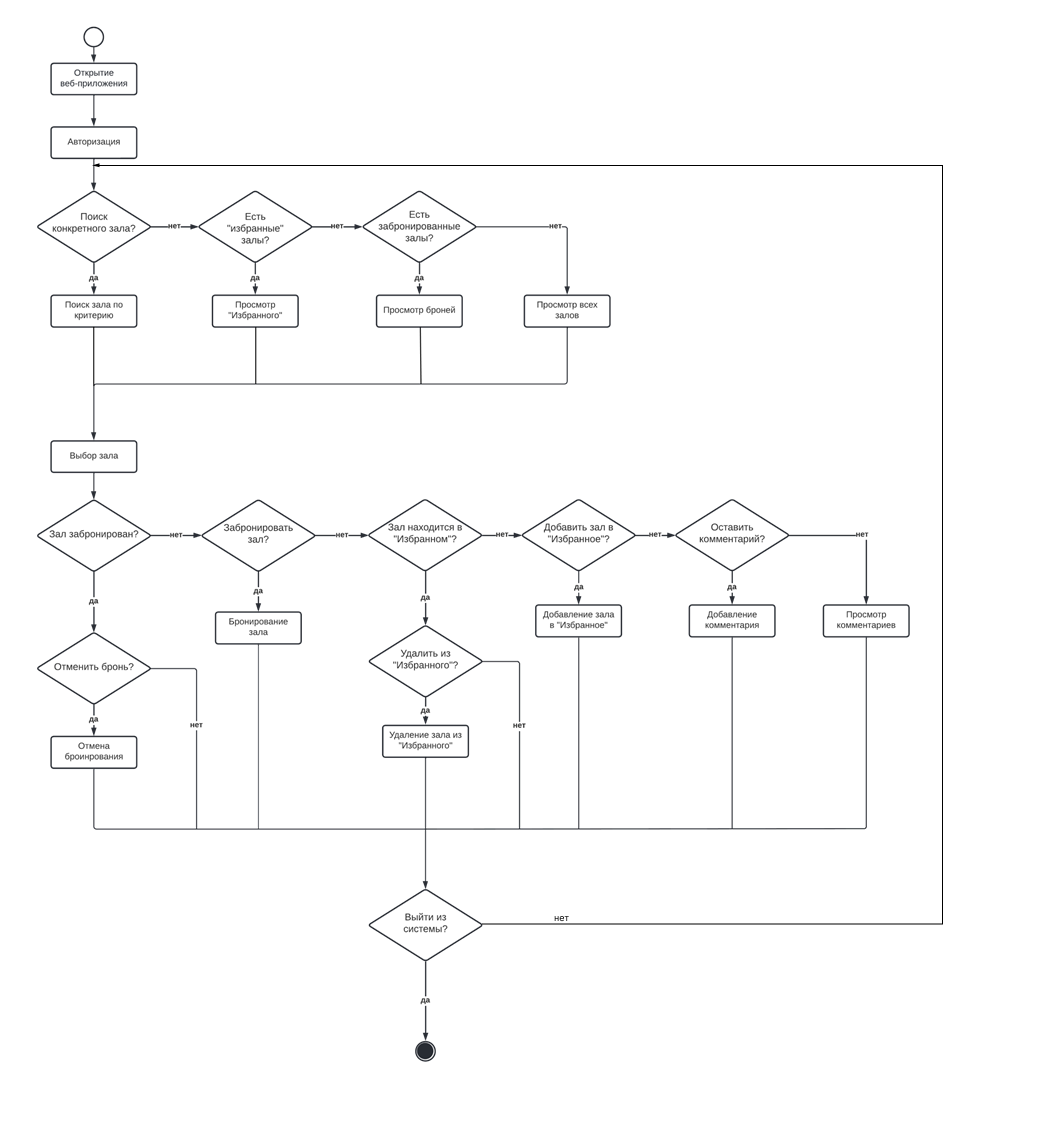 Открытие
веб-приложения
Авторизация
Поиск
конкретного зала?
нет
Есть
"избранные"
залы?
нет
Есть
забронированные
залы?
нет
да
да
да
Поиск зала по
критерию
Просмотр
"Избранного"
Просмотр броней
Просмотр всех
залов
Выбор зала
Зал забронирован?
нет
Забронировать
зал?
нет
Зал находится в
"Избранном"?
нет
Добавить зал в
"Избранное"?
нет
Оставить
комментарий?
нет
да
да
да
да
да
Бронирование
зала
Добавление зала
в "Избранное"
Добавление
комментария
Просмотр
комментариев
Отменить бронь?
Удалить из
"Избранного"?
да
нет
да
нет
Отмена
броинрования
Удаление зала из
"Избранного"
Выйти из
системы?
нет
да